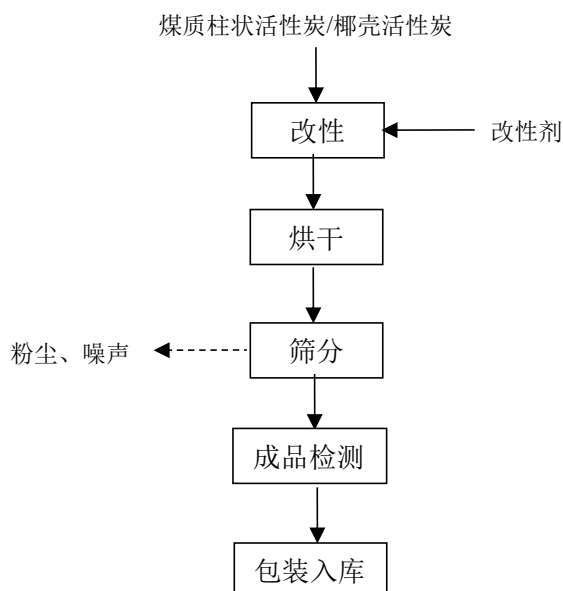 煤质柱状活性炭/椰壳活性炭
改性
改性剂
烘干
粉尘、噪声
筛分
成品检测
包装入库